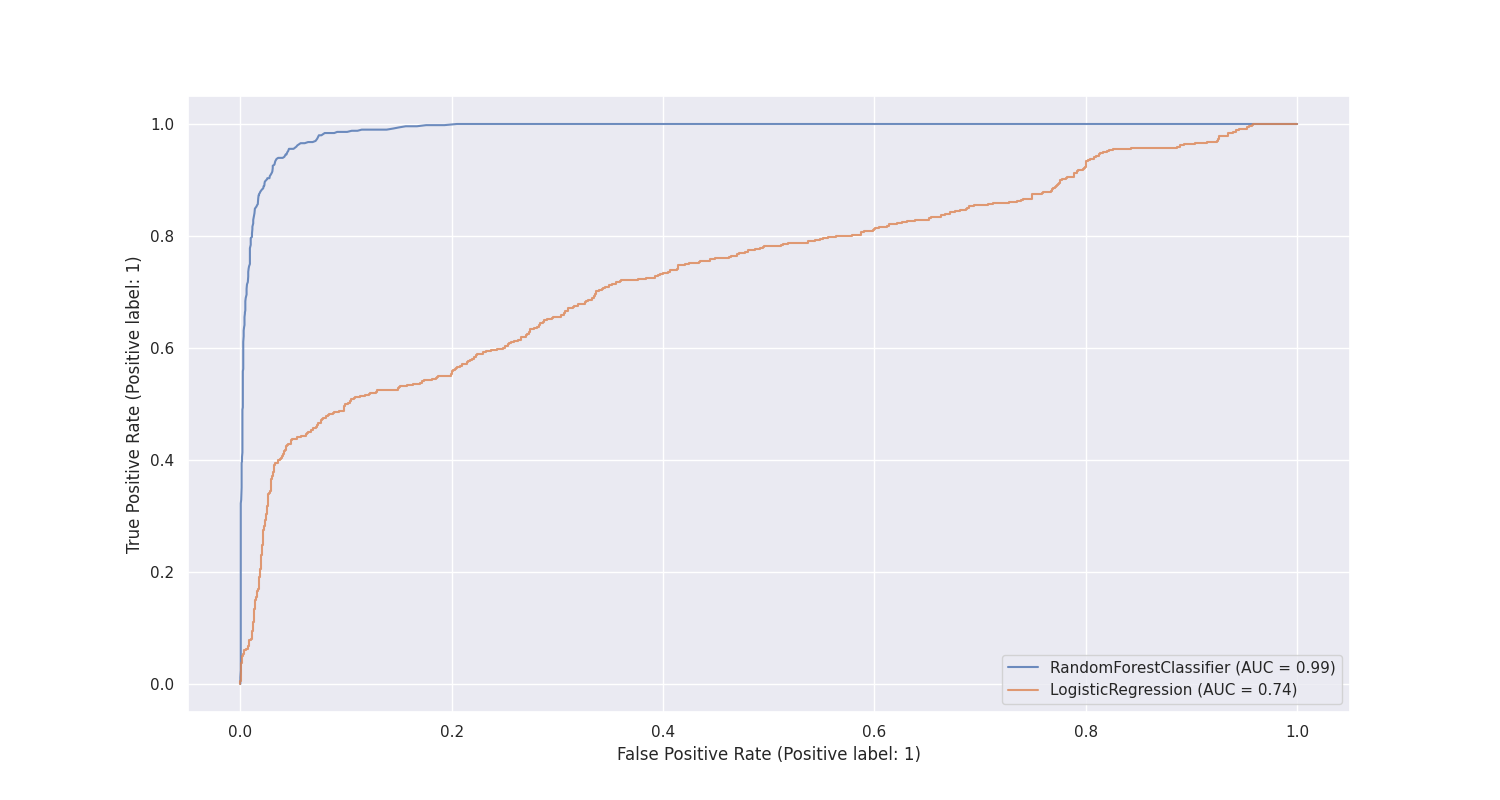 1.0
0.8
0.6
0.4
0.2
0.0
True Positive Rate (Positive label: 1)
RandomForestClassifier (AUC = 0.99)
LogisticRegression (AUC = 0.74)
0.0 0.2 0.4 0.6 0.8 1.0
False Positive Rate (Positive label: 1)